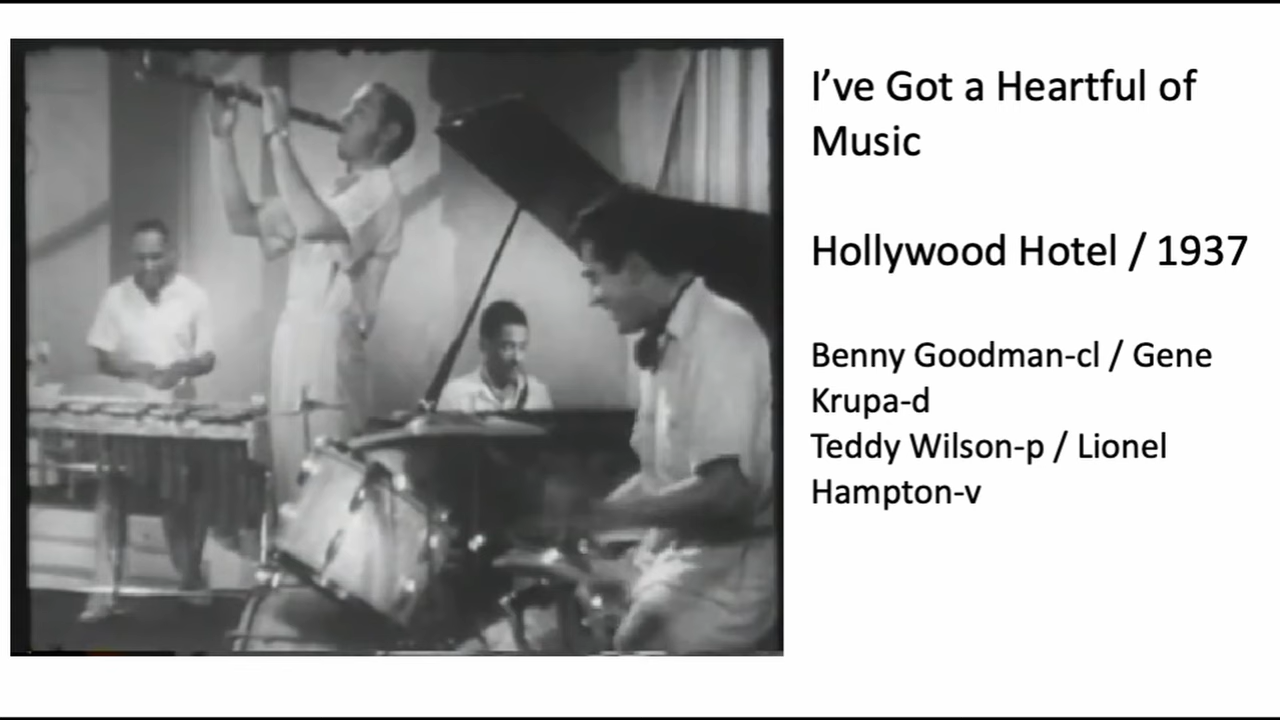 I’ve Got a Heartful of
Music
Hollywood Hotel / 1937
Benny Goodman-cl / Gene
Krupa-d
Teddy Wilson-p / Lionel
Hampton-v